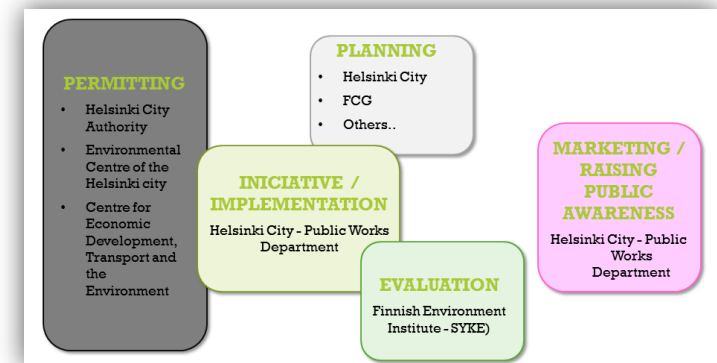 PERMITTING
• Helsinki City
Authority
• Environmental
Centre of the
Helsinki city
• Centre for
Economic
Development,
Transport and
the
Environment
PLANNING
• Helsinki City
• FCG
• Others..
INICIATIVE /
IMPLEMENTATION
Helsinki City - Public Works
Department
EVALUATION
Finnish Environment
Institute - SYKE)
MARKETING /
RAISING
PUBLIC
AWARENESS
Helsinki City - Public
Works
Department